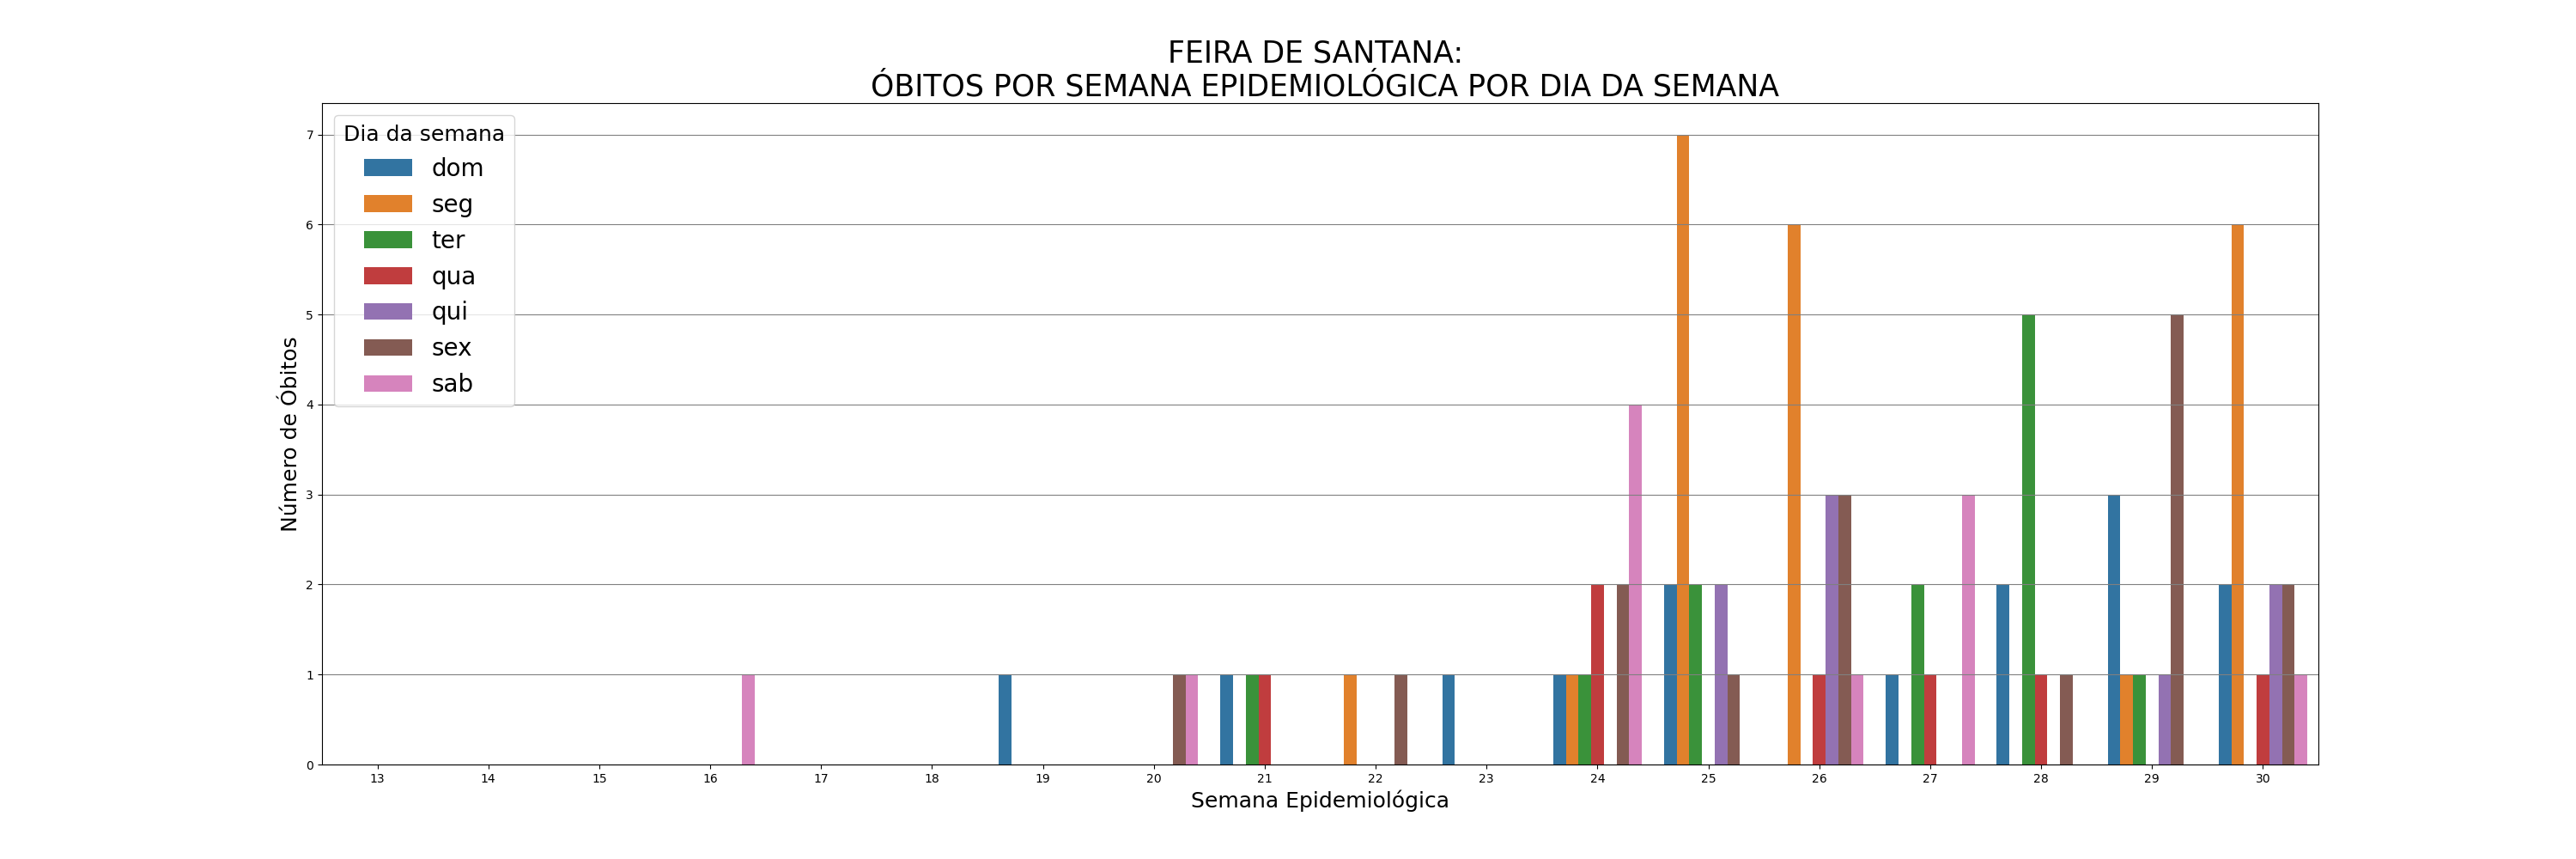 FEIRA DE SANTANA:
ÓBITOS POR SEMANA EPIDEMIOLÓGICA POR DIA DA SEMANA
Dia da semana
dom
seg
ter
qua
qui
sex
sab
Número de Óbitos
7
6
5
4
3
2
1
0
13 14 15 16 17 18 19 20 21 22 23 24 25 26 27 28 29 30
Semana Epidemiológica